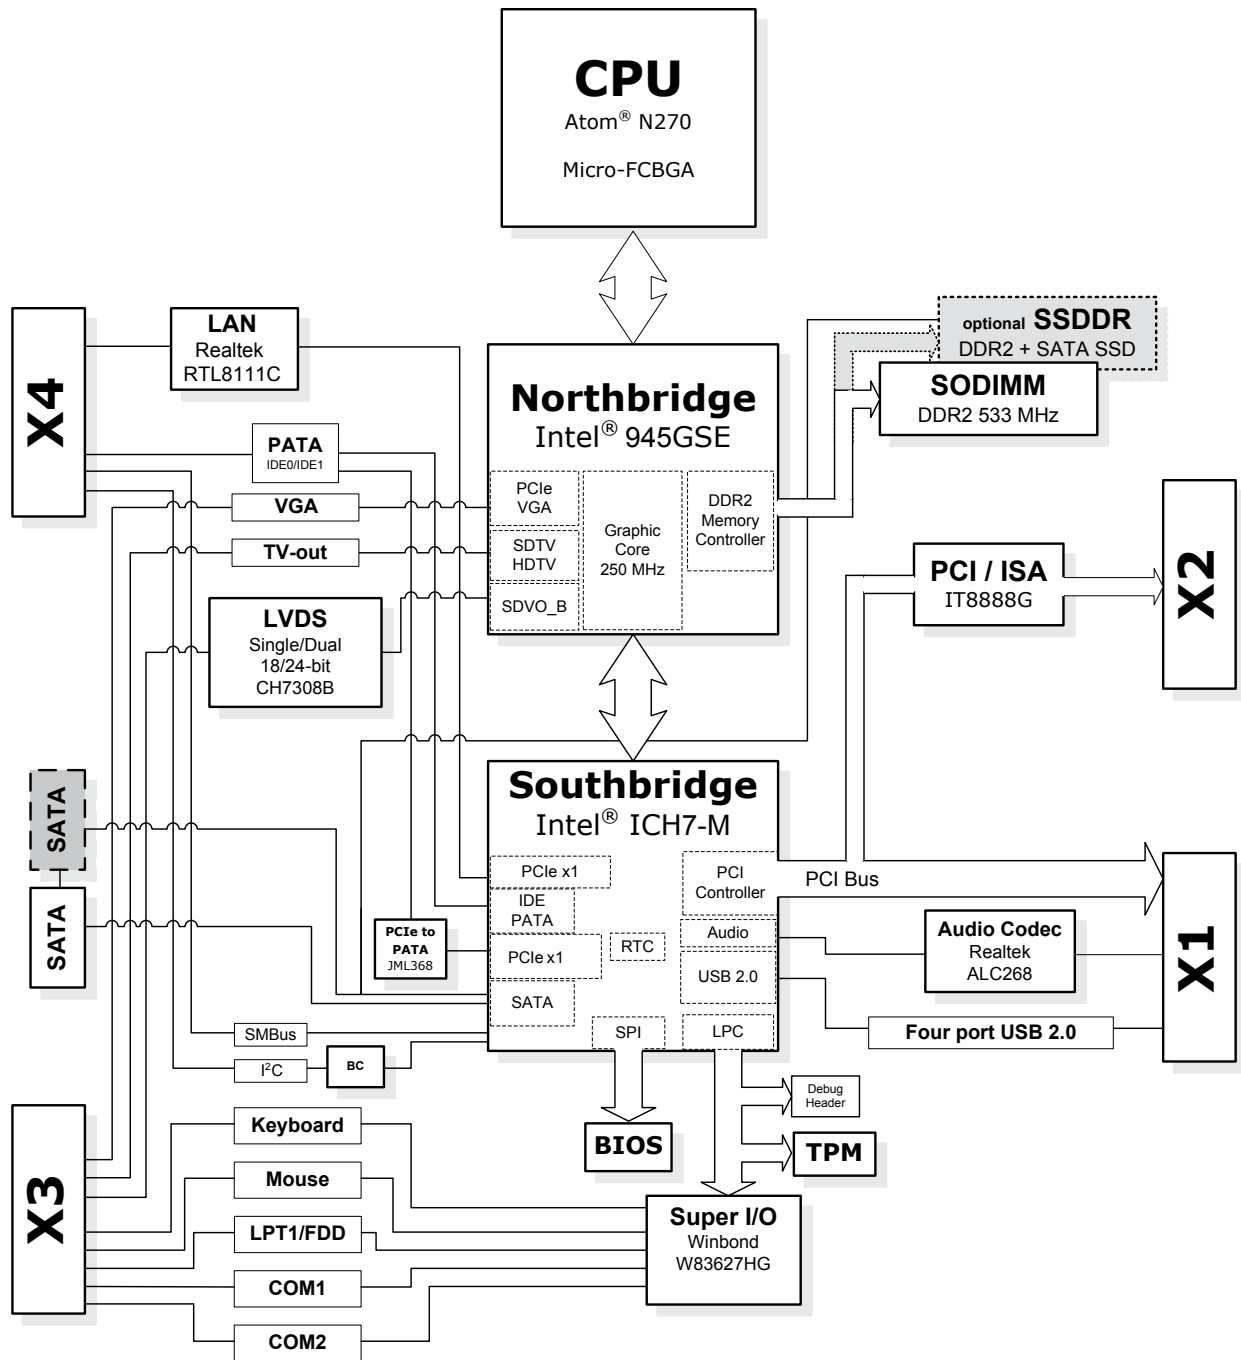 CPU
Atom® N270
Micro-FCBGA
X4
LAN
Realtek
RTL8111C
optional SSDDR
DDR2 + SATA SSD
SODIMM
DDR2 533 MHz
Northbridge
Intel® 945GSE
PATA
IDE0/IDE1
VGA
TV-out
PCIe
VGA
SDTV
HDTV
SDVO_B
Graphic
Core
250 MHz
DDR2
Memory
Controller
LVDS
Single/Dual
18/24-bit
CH7308B
PCI / ISA
IT8888G
X2
Southbridge
Intel® ICH7-M
SATA
SATA
PCIe x1
IDE
PATA
PCIe x1
SATA
RTC
PCI
Controller
Audio
USB 2.0
SPI
LPC
PCI Bus
PCIe to
PATA
JML368
Audio Codec
Realtek
ALC268
Four port USB 2.0
X1
SMBus
I²C
BC
Debug
Header
BIOS
TPM
X3
Keyboard
Mouse
LPT1/FDD
COM1
COM2
Super I/O
Winbond
W83627HG